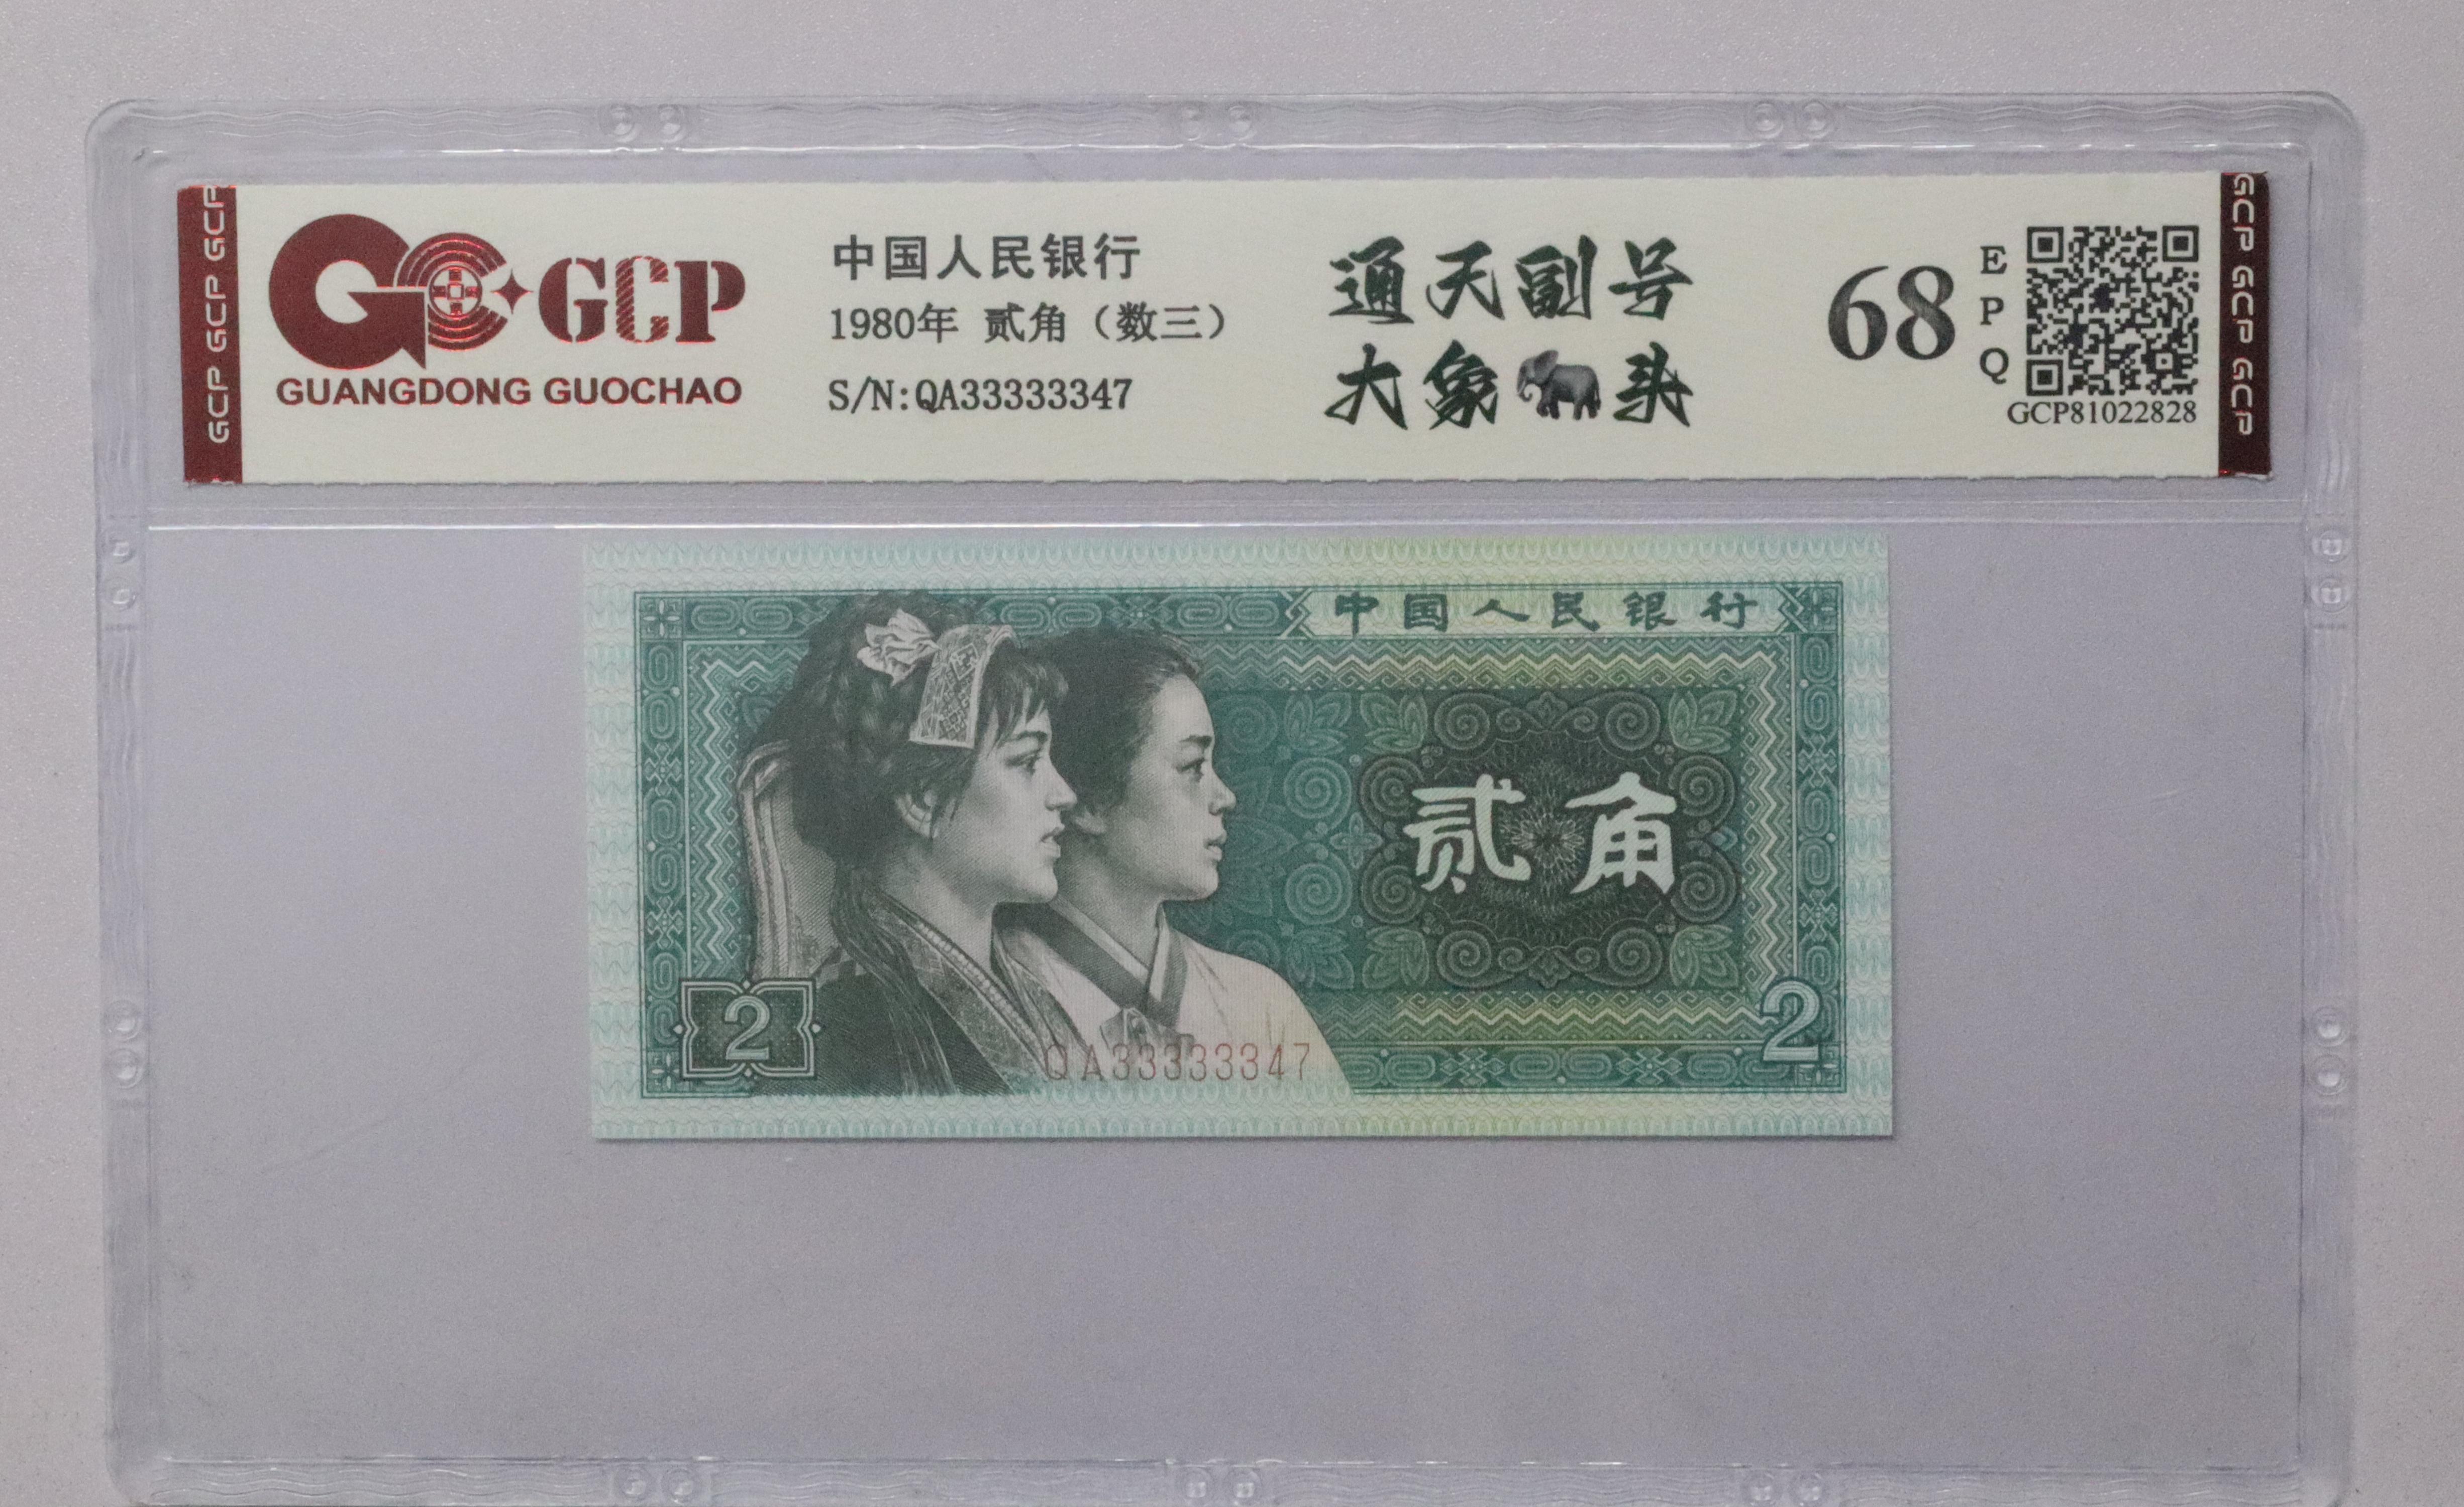 GCP GCP GCP
GCP
GUANGDONG GUOCHAO
中国人民银行
1980年 贰角（数三）
S/N:QA33333347
通天副号
大象头
68
EPQ
GCP81022828
GCP GCP GCP
中国人民银行
贰角
2
QA33333347
2